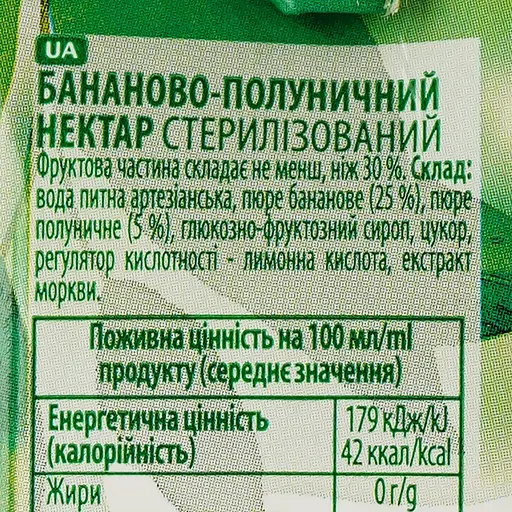 UA
БАНАНОВО-ПОЛУНИЧНИЙ
НЕКТАР СТЕРИЛІЗОВАНИЙ
Фруктова частина складає не менш, ніж 30 %. Склад:
вода питна артезіанська, пюре бананове (25 %), пюре
полуничне (5 %), глюкозно-фруктозний сироп, цукор,
регулятор кислотності - лимонна кислота, екстракт
моркви.
Поживна цінність на 100 мл/ml
продукту (середнє значення)
Енергетична цінність 179 кДж/kJ
(калорійність) 42 ккал/kcal
Жири 0 г/g